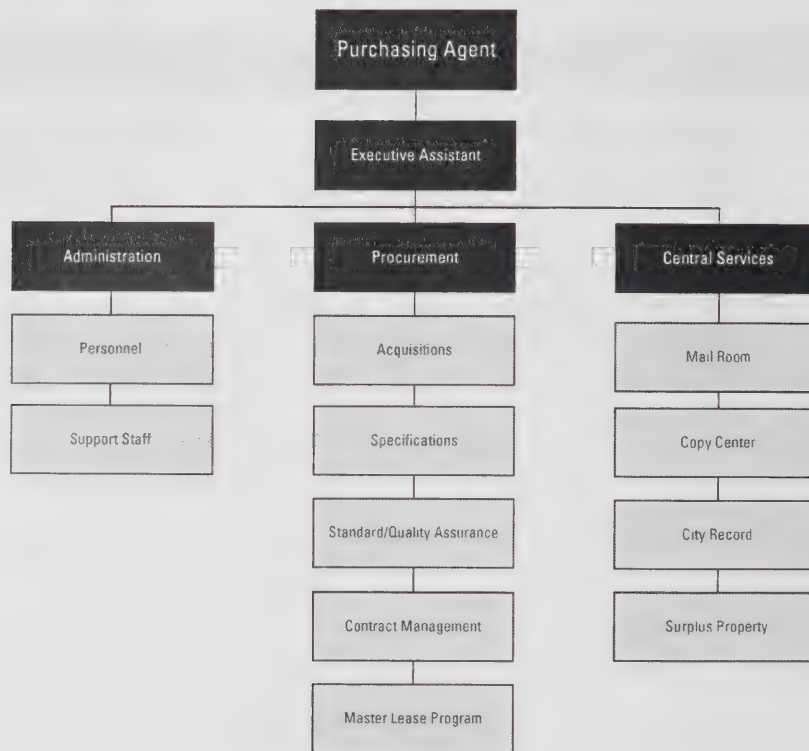 Purchasing Agent
Executive Assistant
Administration
Procurement
Central Services
Personnel
Acquisitions
Mail Room
Support Staff
Specifications
Copy Center
Standard/Quality Assurance
City Record
Contract Management
Surplus Property
Master Lease Program